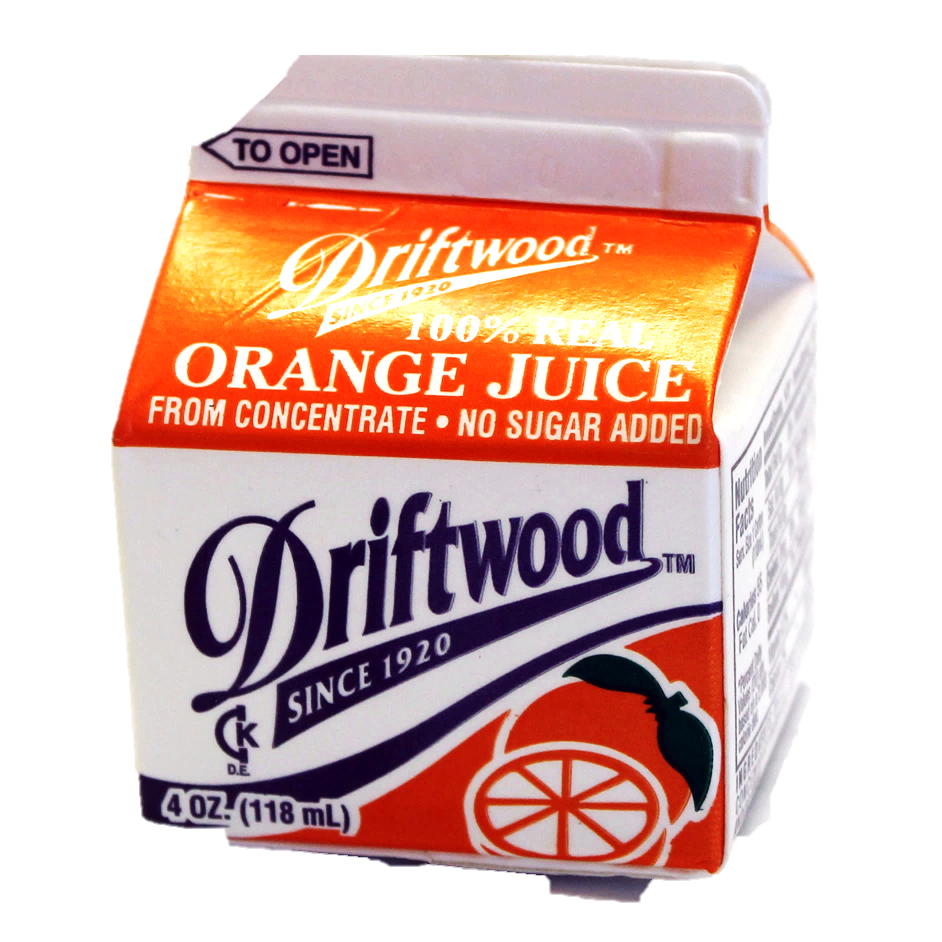 TO OPEN
Driftwood™
SINCE 1920
100% REAL
ORANGE JUICE
FROM CONCENTRATE • NO SUGAR ADDED
Driftwood™
SINCE 1920
K
D.E.
4 OZ. (118 mL)
Nutrition
Facts